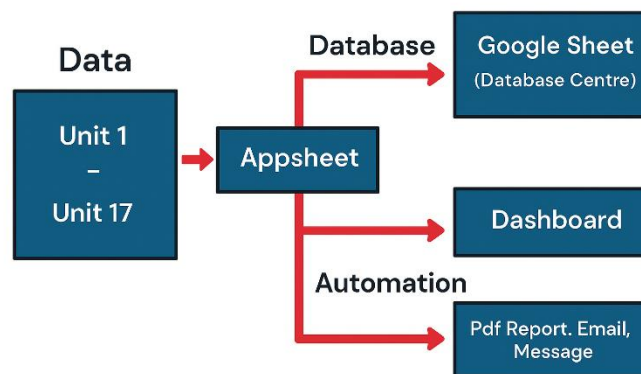 Data
Unit 1
–
Unit 17
Appsheet
Database
Google Sheet
(Database Centre)
Dashboard
Automation
Pdf Report. Email,
Message